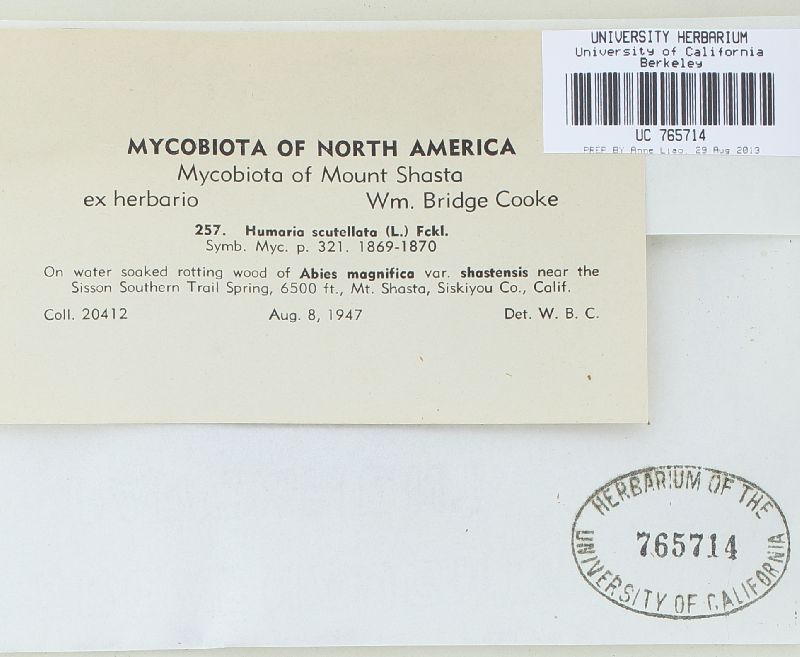 UNIVERSITY HERBARIUM
University of California
Berkeley
UC 765714
PREP BY Anne Liao, 29 Aug 2013
MYCOBIOTA OF NORTH AMERICA
Mycobiota of Mount Shasta
ex herbario Wm. Bridge Cooke
257. Humaria scutellata (L.) Fckl.
Symb. Myc. p. 321. 1869-1870
On water soaked rotting wood of Abies magnifica var. shastensis near the
Sisson Southern Trail Spring, 6500 ft., Mt. Shasta, Siskiyou Co., Calif.
Coll. 20412 Aug. 8, 1947 Det. W. B. C.
HERBARIUM OF THE
765714
UNIVERSITY OF CALIFORNIA